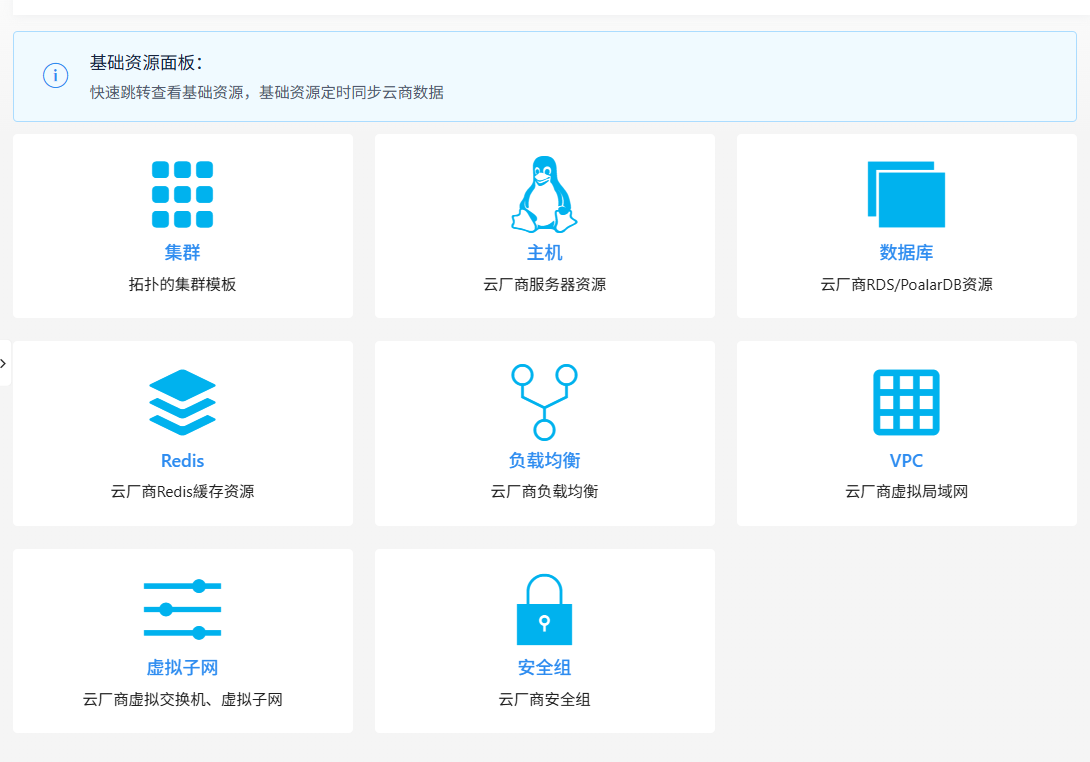 基础资源面板：
快速跳转查看基础资源，基础资源定时同步云商数据
集群
拓扑的集群模板
主机
云厂商服务器资源
数据库
云厂商RDS/PoalarDB资源
Redis
云厂商Redis緩存资源
负载均衡
云厂商负载均衡
VPC
云厂商虚拟局域网
虚拟子网
云厂商虚拟交换机、虚拟子网
安全组
云厂商安全组